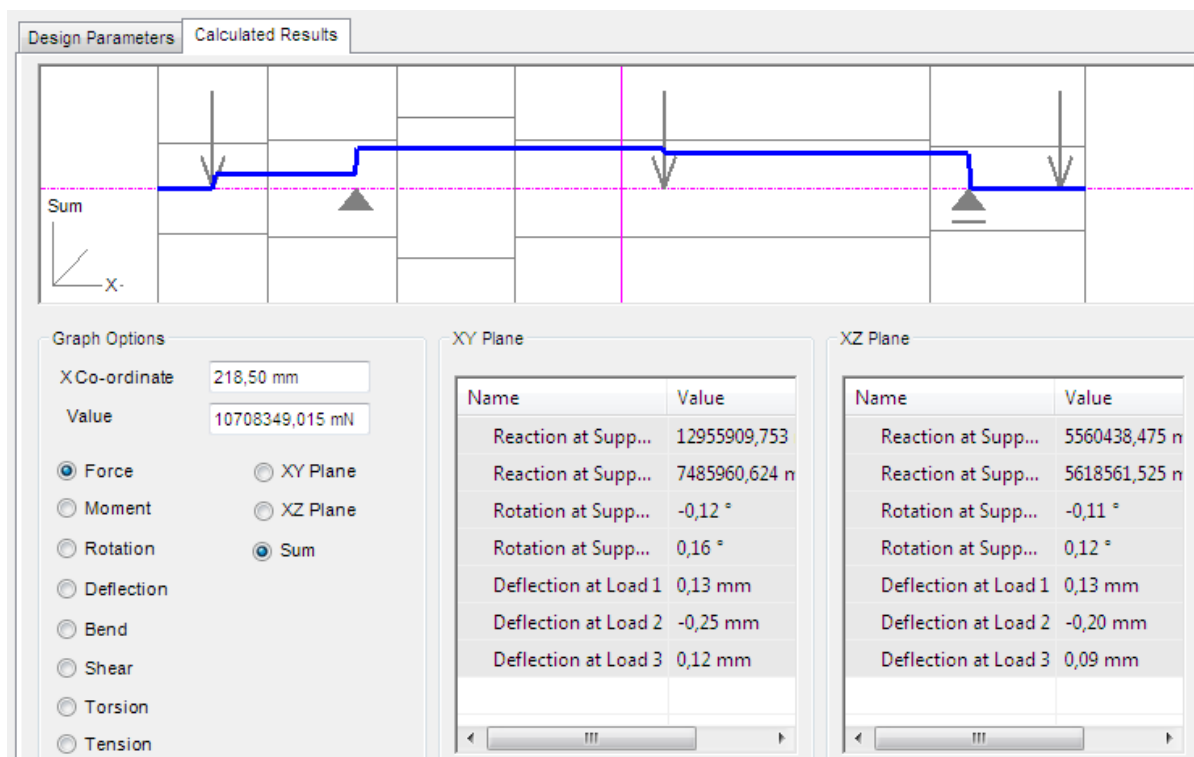 Design Parameters Calculated Results
Sum
X-
Graph Options XY Plane XZ Plane
X Co-ordinate 218,50 mm
Value 10708349,015 mN
Force XY Plane
Moment XZ Plane
Rotation Sum
Deflection
Bend
Shear
Torsion
Tension
Name Value
Reaction at Supp... 12955909,753
Reaction at Supp... 7485960,624 m
Rotation at Supp... -0,12 °
Rotation at Supp... 0,16 °
Deflection at Load 1 0,13 mm
Deflection at Load 2 -0,25 mm
Deflection at Load 3 0,12 mm
Name Value
Reaction at Supp... 5560438,475 m
Reaction at Supp... 5618561,525 m
Rotation at Supp... -0,11 °
Rotation at Supp... 0,12 °
Deflection at Load 1 0,13 mm
Deflection at Load 2 -0,20 mm
Deflection at Load 3 0,09 mm